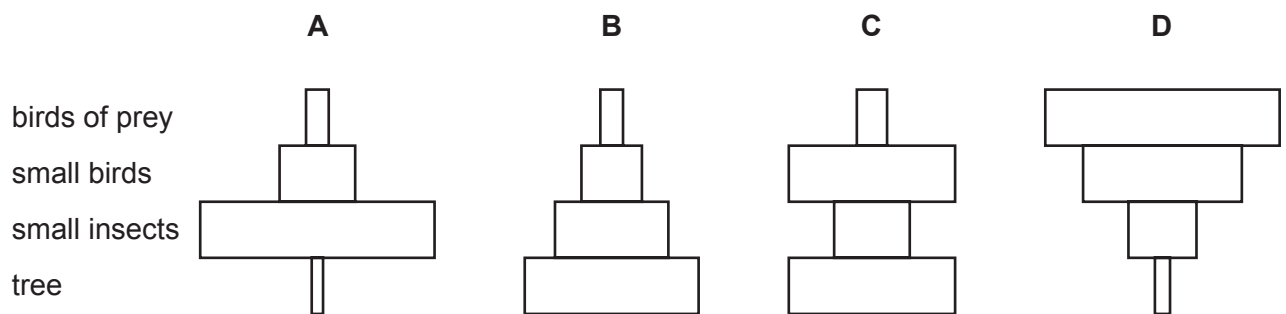 A B C D
birds of prey
small birds
small insects
tree